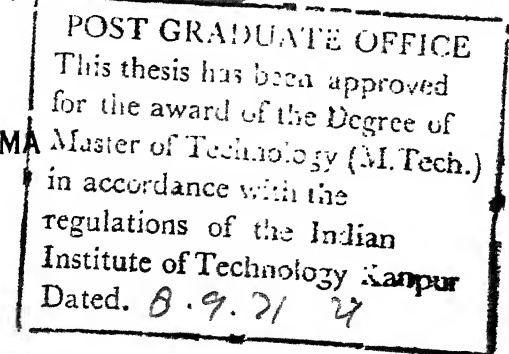 POST GRADUATE OFFICE
This thesis has been approved
for the award of the Degree of
MA Master of Technology (M.Tech.)
in accordance with the
regulations of the Indian
Institute of Technology Kanpur
Dated. 8.9.71